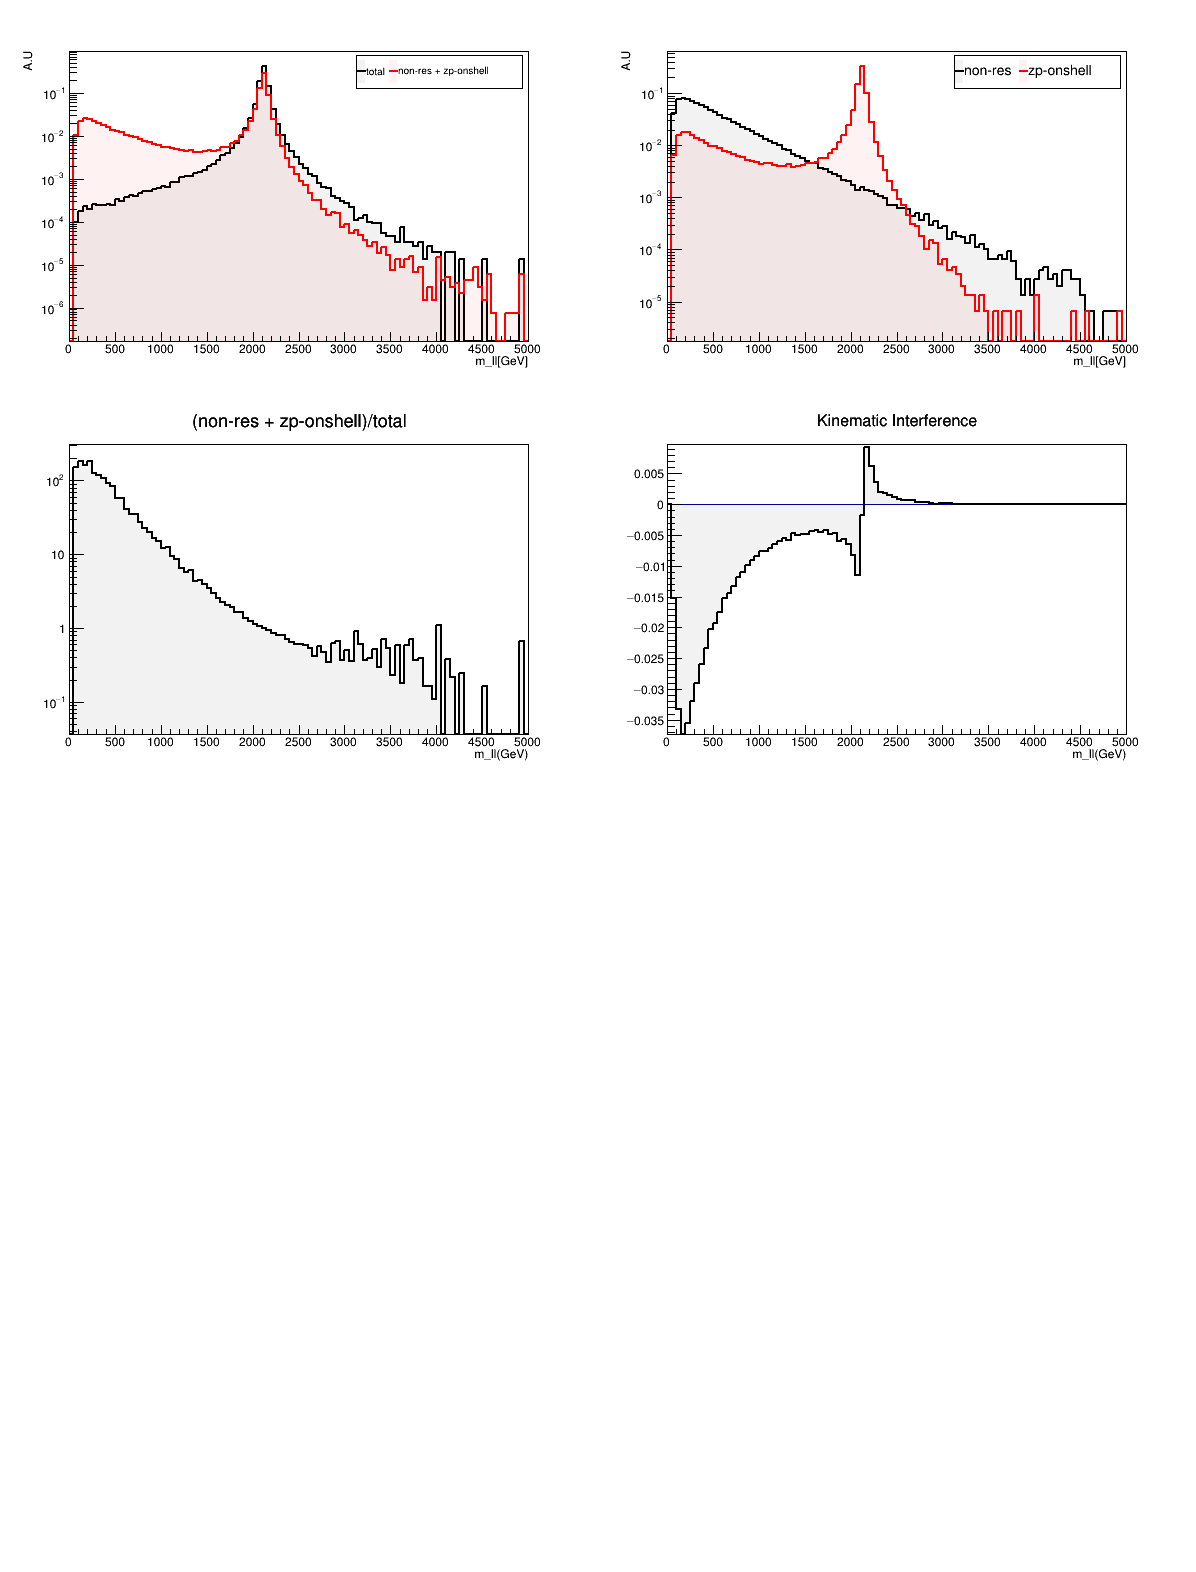 A.U
total non-res + zp-onshell
10⁻¹
10⁻²
10⁻³
10⁻⁴
10⁻⁵
10⁻⁶
0 500 1000 1500 2000 2500 3000 3500 4000 4500 5000
m_ll[GeV]
A.U
non-res zp-onshell
10⁻¹
10⁻²
10⁻³
10⁻⁴
10⁻⁵
0 500 1000 1500 2000 2500 3000 3500 4000 4500 5000
m_ll[GeV]
(non-res + zp-onshell)/total
10²
10
1
10⁻¹
0 500 1000 1500 2000 2500 3000 3500 4000 4500 5000
m_ll(GeV)
Kinematic Interference
0.005
0
−0.005
−0.01
−0.015
−0.02
−0.025
−0.03
−0.035
0 500 1000 1500 2000 2500 3000 3500 4000 4500 5000
m_ll(GeV)